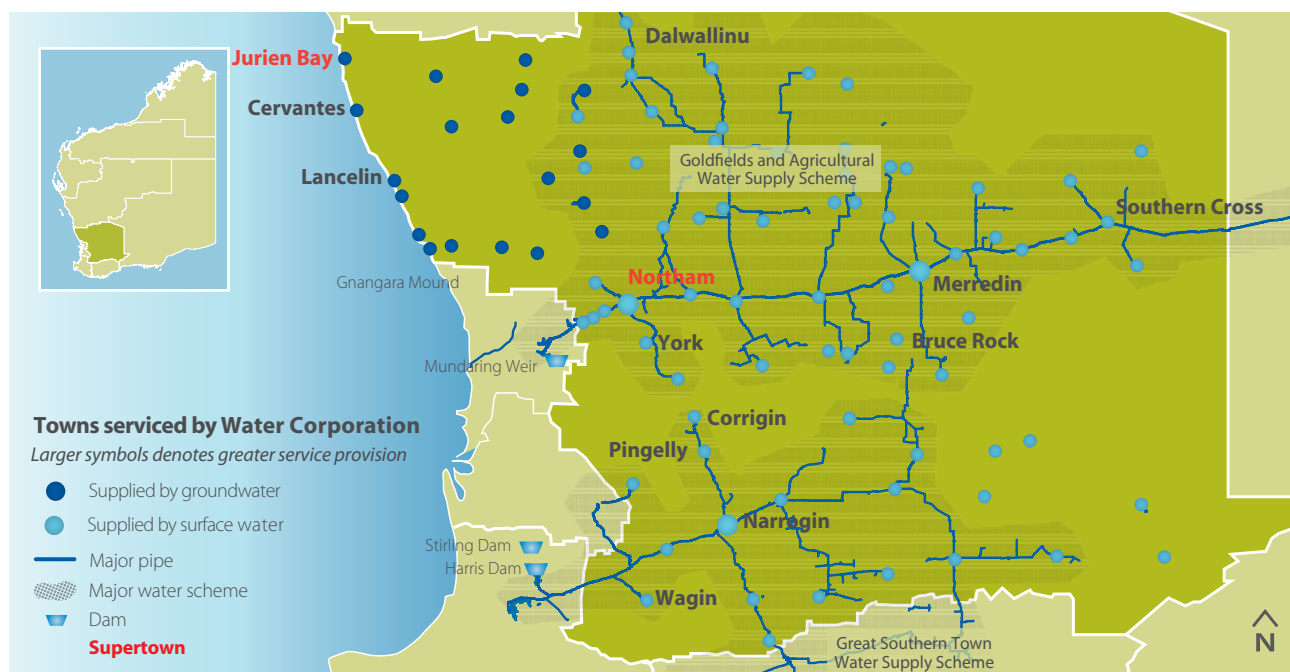 Dalwallinu
Jurien Bay
Cervantes
Lancelin
Goldfields and Agricultural
Water Supply Scheme
Southern Cross
Gnangara Mound
Northam
Merredin
York
Bruce Rock
Mundaring Weir
Towns serviced by Water Corporation
Larger symbols denotes greater service provision
Supplied by groundwater
Supplied by surface water
Major pipe
Major water scheme
Dam
Supertown
Corrigin
Pingelly
Narrogin
Stirling Dam
Harris Dam
Wagin
Great Southern Town
Water Supply Scheme
N